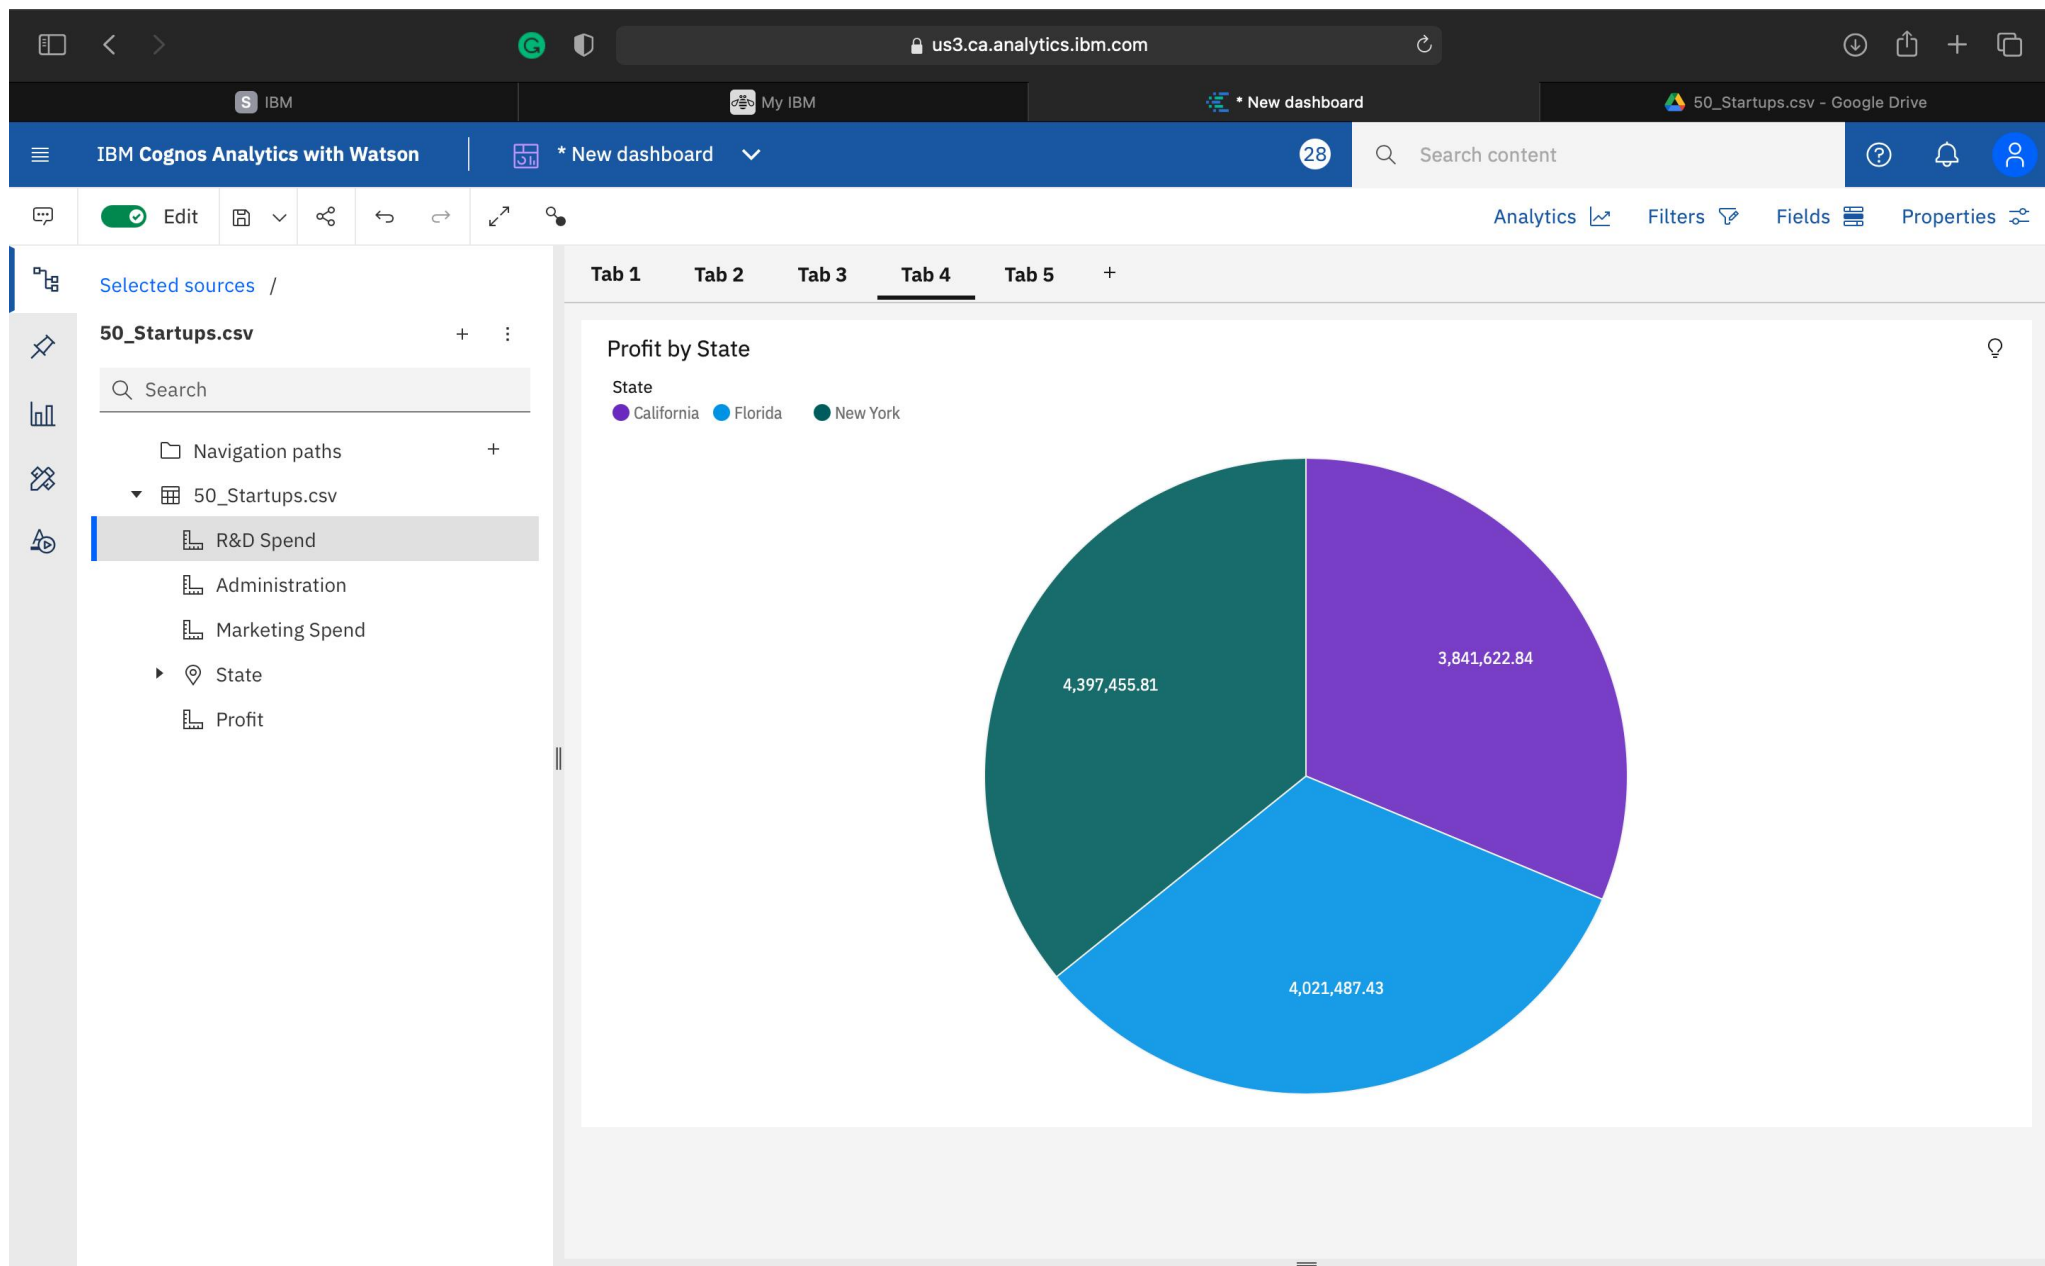 us3.ca.analytics.ibm.com
S IBM
My IBM
* New dashboard
50_Startups.csv - Google Drive
IBM Cognos Analytics with Watson
* New dashboard
28
Search content
Edit
Analytics
Filters
Fields
Properties
Selected sources /
50_Startups.csv
Search
Navigation paths
50_Startups.csv
R&D Spend
Administration
Marketing Spend
State
Profit
Tab 1 Tab 2 Tab 3 Tab 4 Tab 5
Profit by State
State
California Florida New York
3,841,622.84
4,397,455.81
4,021,487.43